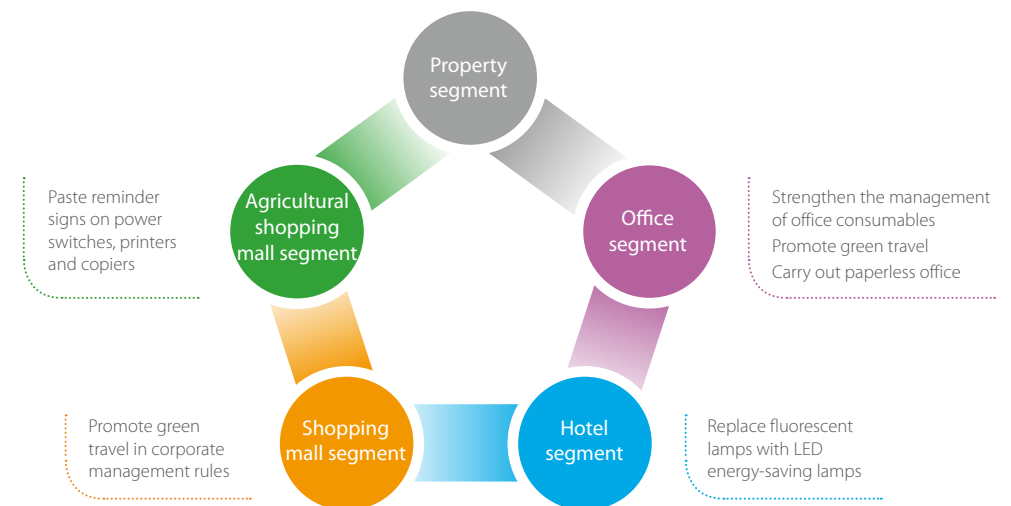 Property
segment
Agricultural
shopping
mall segment
Paste reminder
signs on power
switches, printers
and copiers
Office
segment
Strengthen the management
of office consumables
Promote green travel
Carry out paperless office
Shopping
mall segment
Promote green
travel in corporate
management rules
Hotel
segment
Replace fluorescent
lamps with LED
energy-saving lamps